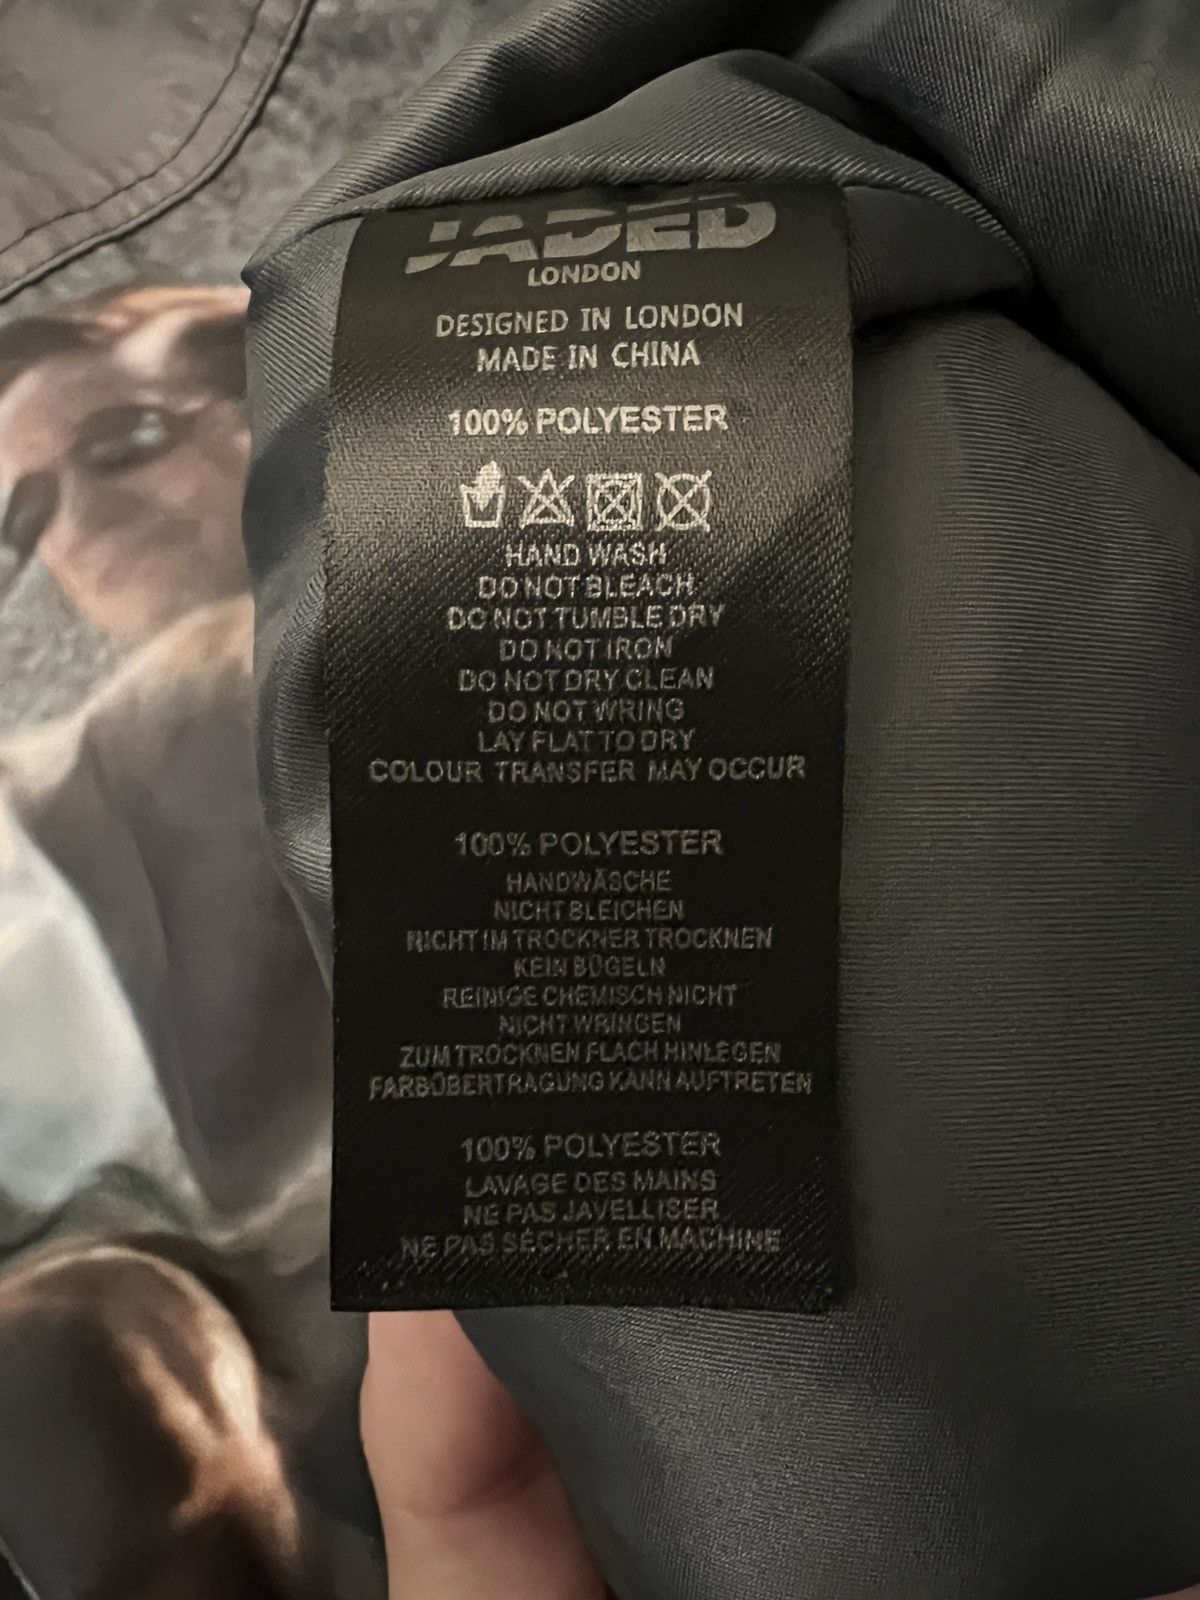 JADED
LONDON
DESIGNED IN LONDON
MADE IN CHINA
100% POLYESTER
HAND WASH
DO NOT BLEACH
DO NOT TUMBLE DRY
DO NOT IRON
DO NOT DRY CLEAN
DO NOT WRING
LAY FLAT TO DRY
COLOUR TRANSFER MAY OCCUR
100% POLYESTER
HANDWÄSCHE
NICHT BLEICHEN
NICHT IM TROCKNER TROCKNEN
KEIN BÜGELN
REINIGE CHEMISCH NICHT
NICHT WRINGEN
ZUM TROCKNEN FLACH HINLEGEN
FARBÜBERTRAGUNG KANN AUFTRETEN
100% POLYESTER
LAVAGE DES MAINS
NE PAS JAVELLISER
NE PAS SÉCHER EN MACHINE